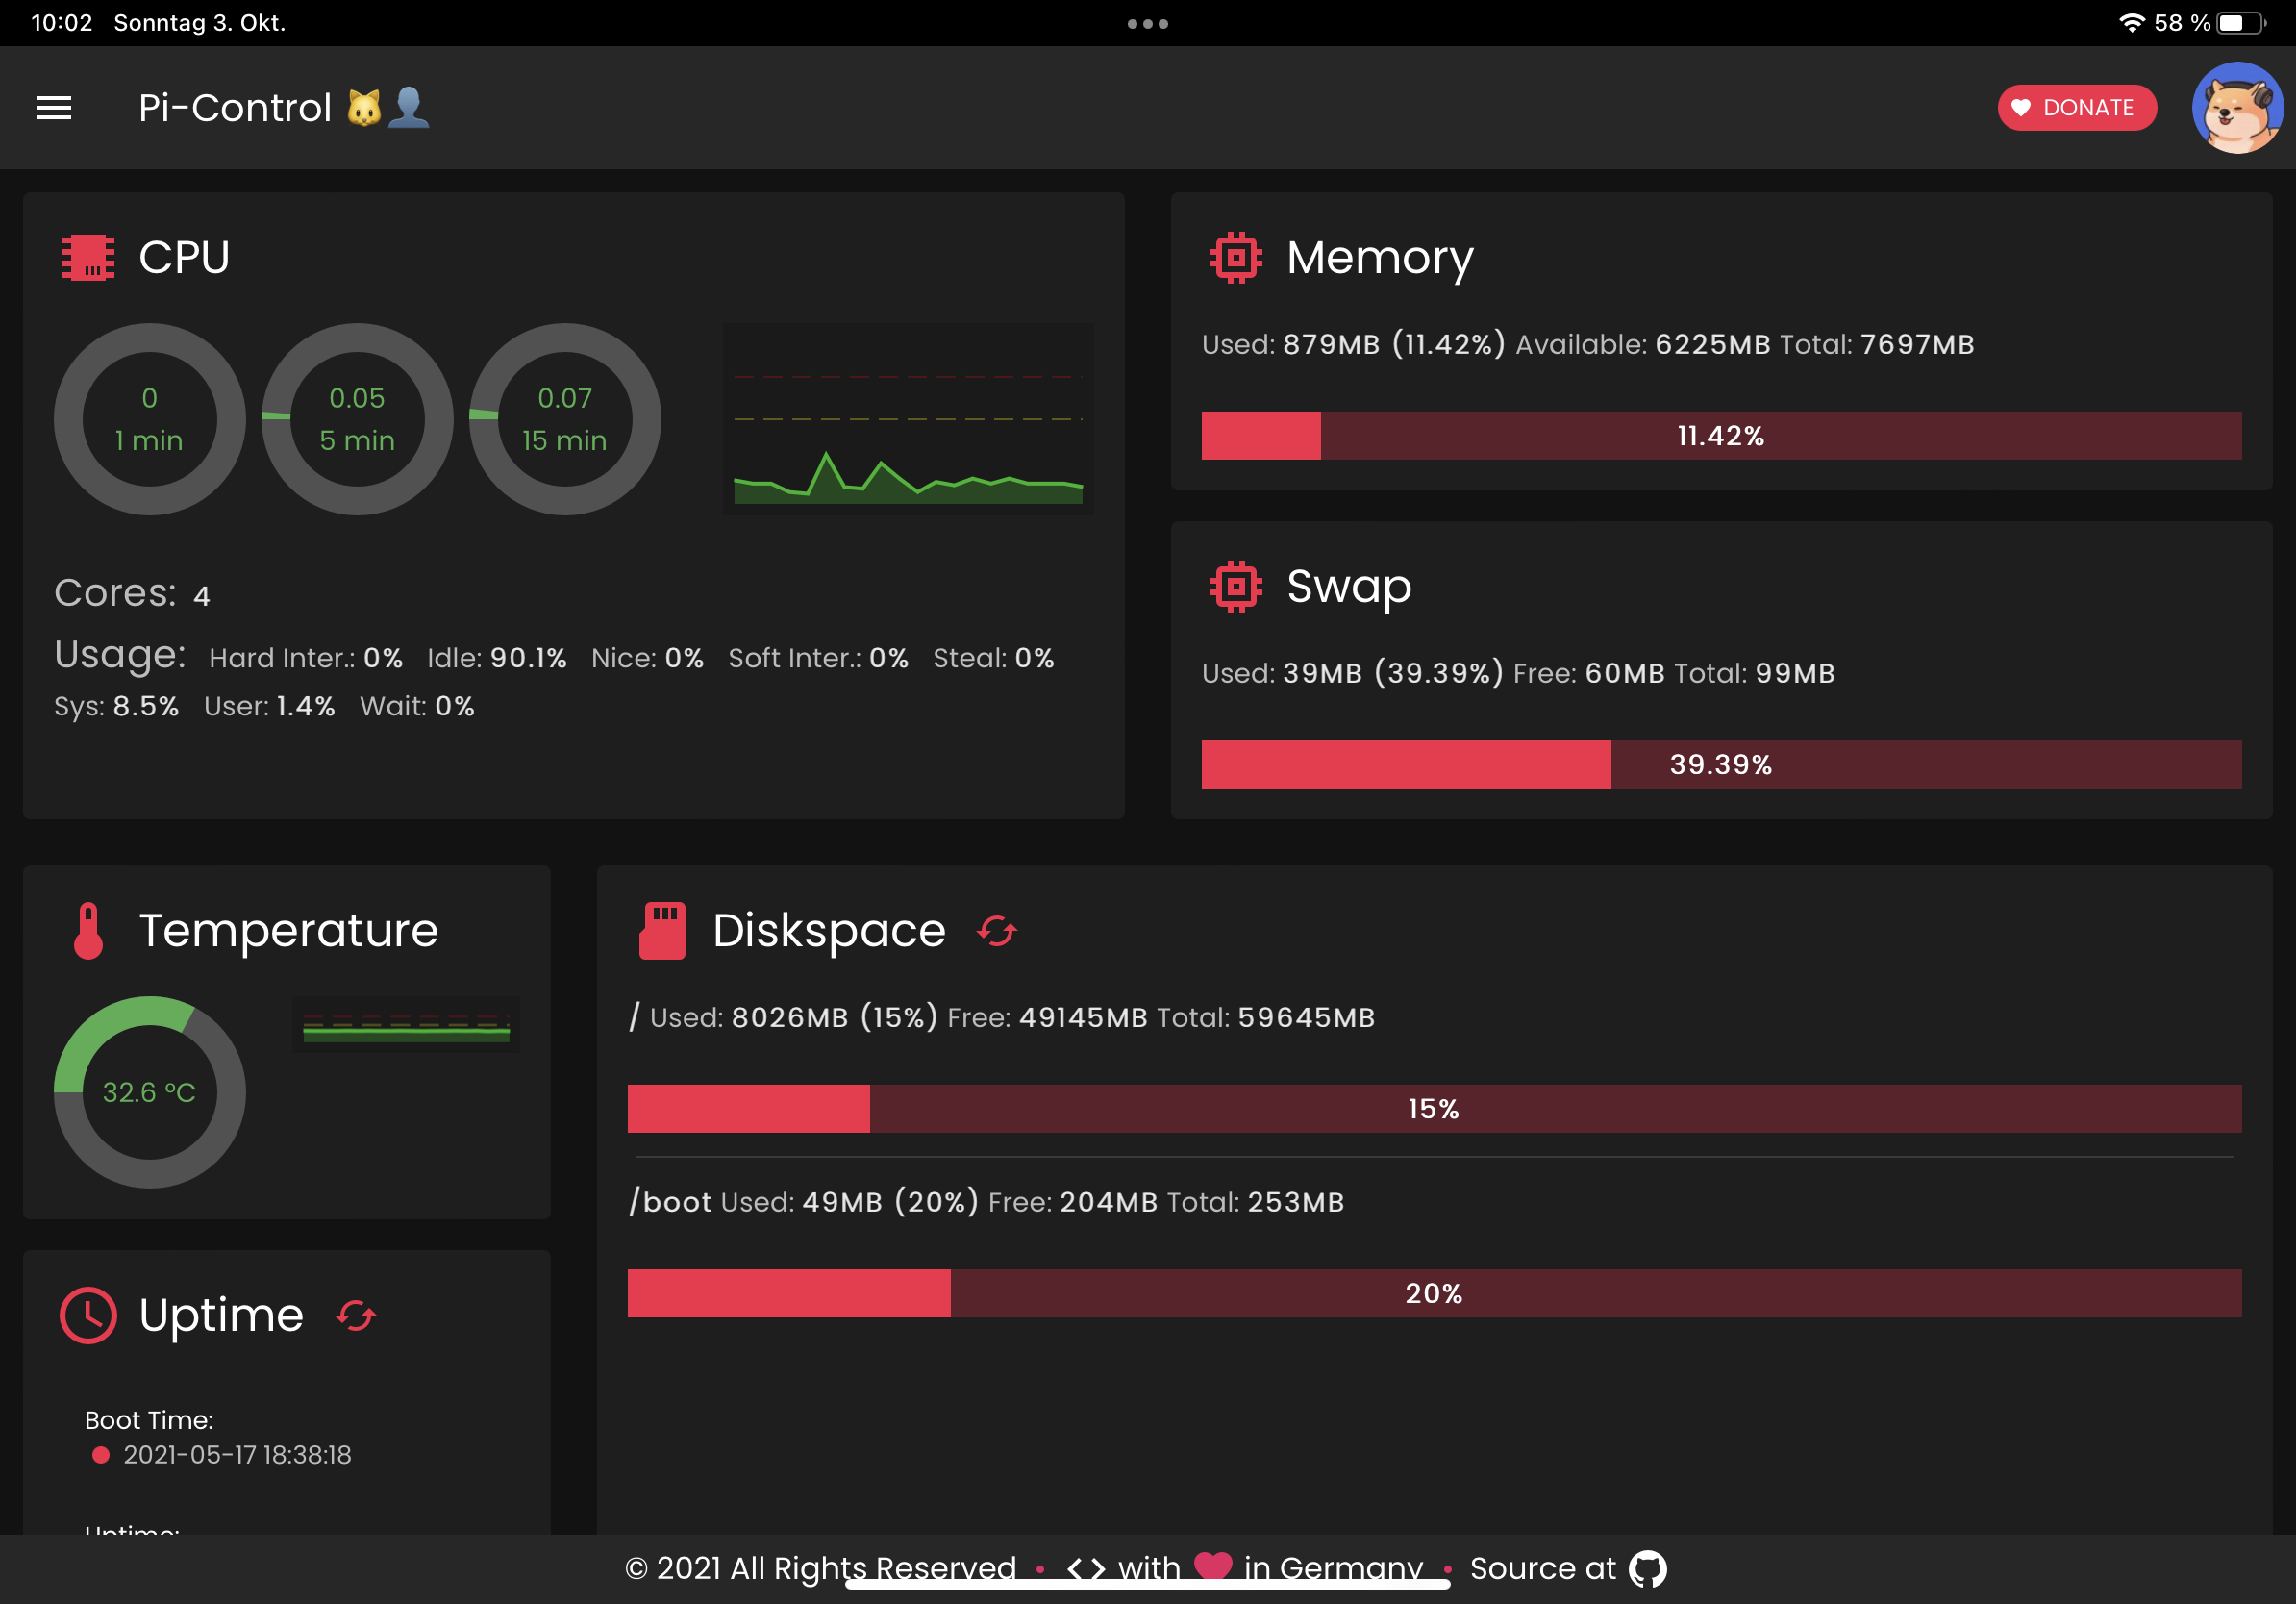 10:02 Sonntag 3. Okt.
58 %
Pi-Control
DONATE
CPU
0
1 min
0.05
5 min
0.07
15 min
Cores: 4
Usage: Hard Inter.: 0% Idle: 90.1% Nice: 0% Soft Inter.: 0% Steal: 0%
Sys: 8.5% User: 1.4% Wait: 0%
Memory
Used: 879MB (11.42%) Available: 6225MB Total: 7697MB
11.42%
Swap
Used: 39MB (39.39%) Free: 60MB Total: 99MB
39.39%
Temperature
32.6 °C
Diskspace
/ Used: 8026MB (15%) Free: 49145MB Total: 59645MB
15%
/boot Used: 49MB (20%) Free: 204MB Total: 253MB
20%
Uptime
Boot Time:
2021-05-17 18:38:18
Uptime:
© 2021 All Rights Reserved • <> with in Germany • Source at